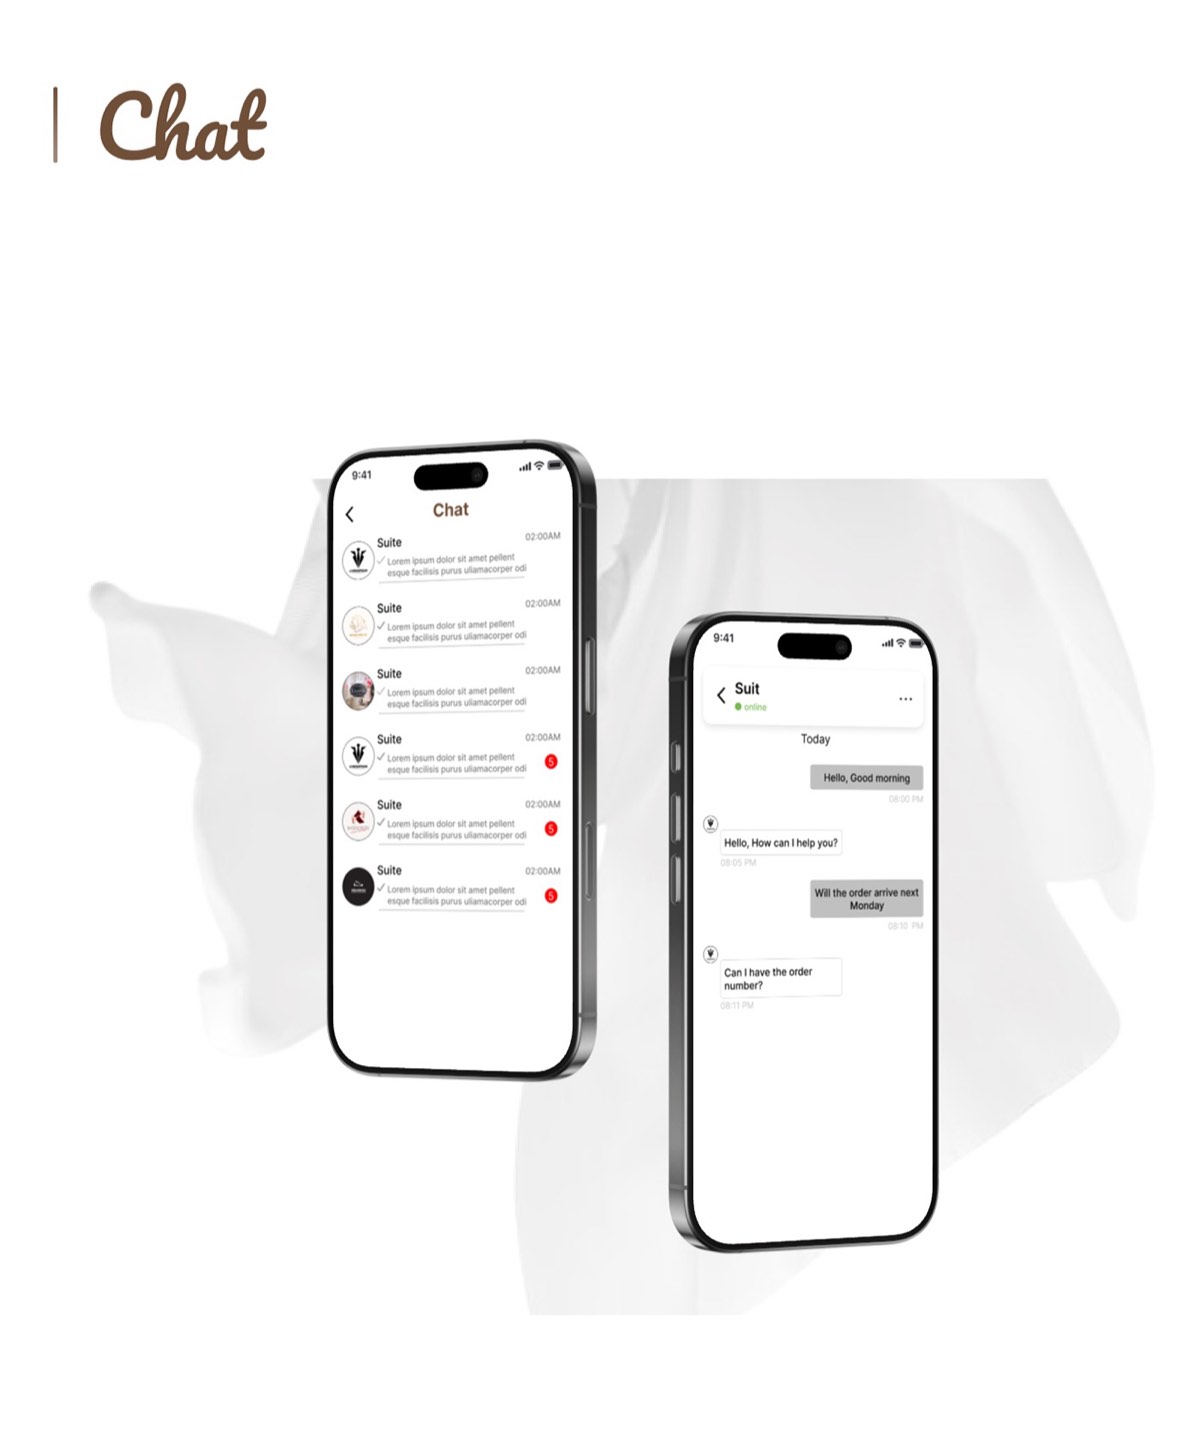 Chat
9:41
Chat
Suite
02:00AM
✓ Lorem ipsum dolor sit amet pellent
esque facilisis purus uliamacorper odi
Suite
02:00AM
✓ Lorem ipsum dolor sit amet pellent
esque facilisis purus uliamacorper odi
Suite
02:00AM
✓ Lorem ipsum dolor sit amet pellent
esque facilisis purus uliamacorper odi
Suite
02:00AM
✓ Lorem ipsum dolor sit amet pellent
esque facilisis purus uliamacorper odi
5
Suite
02:00AM
✓ Lorem ipsum dolor sit amet pellent
esque facilisis purus uliamacorper odi
5
Suite
02:00AM
✓ Lorem ipsum dolor sit amet pellent
esque facilisis purus uliamacorper odi
5
9:41
Suit
online
Today
Hello, Good morning
08:00 PM
Hello, How can I help you?
08:05 PM
Will the order arrive next
Monday
08:10 PM
Can I have the order
number?
08:11 PM